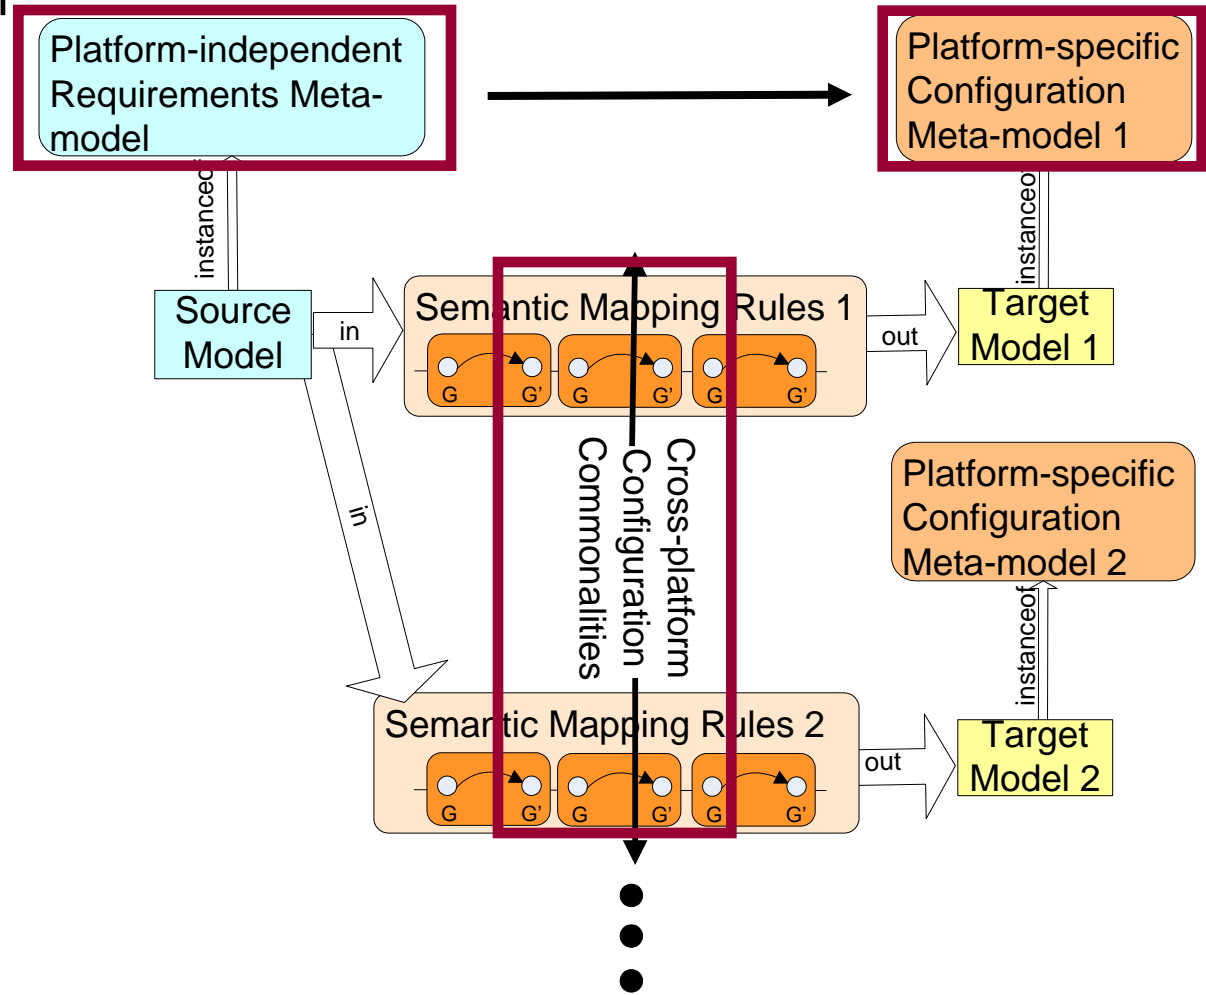 Platform-independent
Requirements Meta-
model
Platform-specific
Configuration
Meta-model 1
instanceof
instanceof
Source
Model
in
Semantic Mapping Rules 1
G G' G G' G G'
out
Target
Model 1
in
Cross-platform
Configuration
Commonalities
Platform-specific
Configuration
Meta-model 2
instanceof
Semantic Mapping Rules 2
G G' G G' G G'
out
Target
Model 2